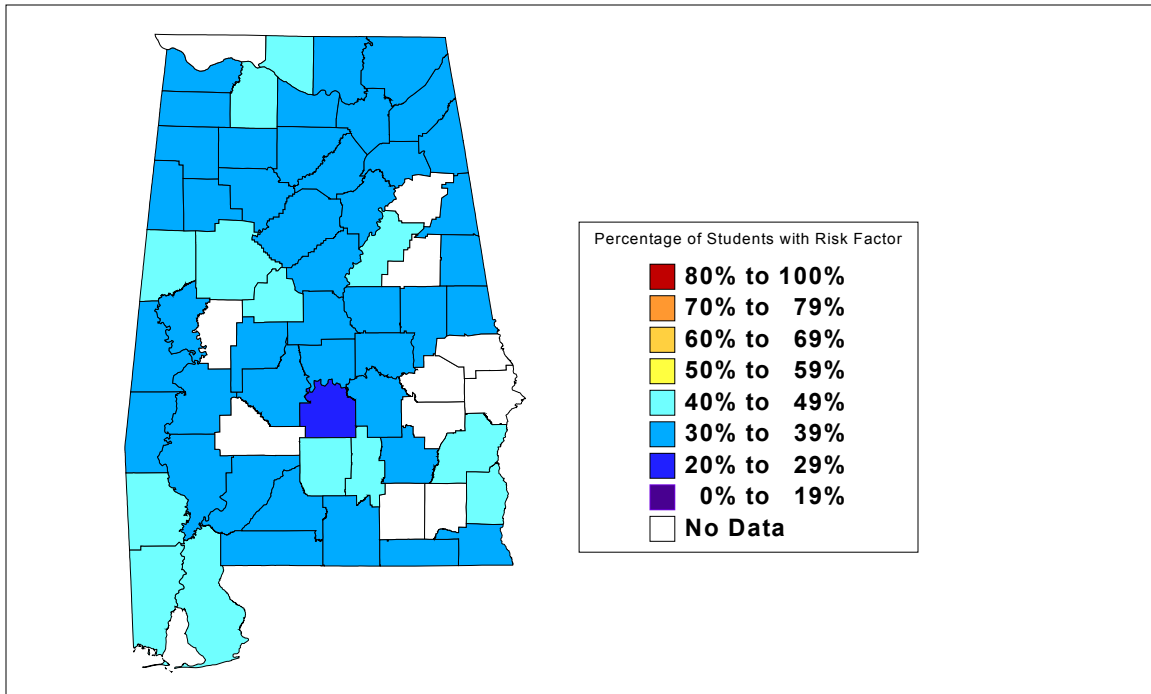 Percentage of Students with Risk Factor
80% to 100%
70% to 79%
60% to 69%
50% to 59%
40% to 49%
30% to 39%
20% to 29%
0% to 19%
No Data